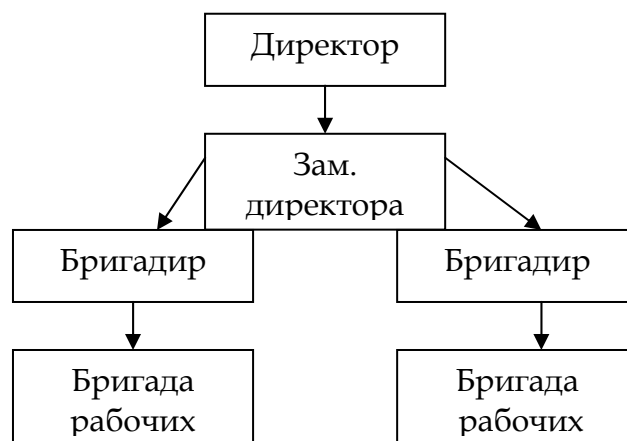 Директор
Зам.
директора
Бригадир
Бригадир
Бригада
рабочих
Бригада
рабочих